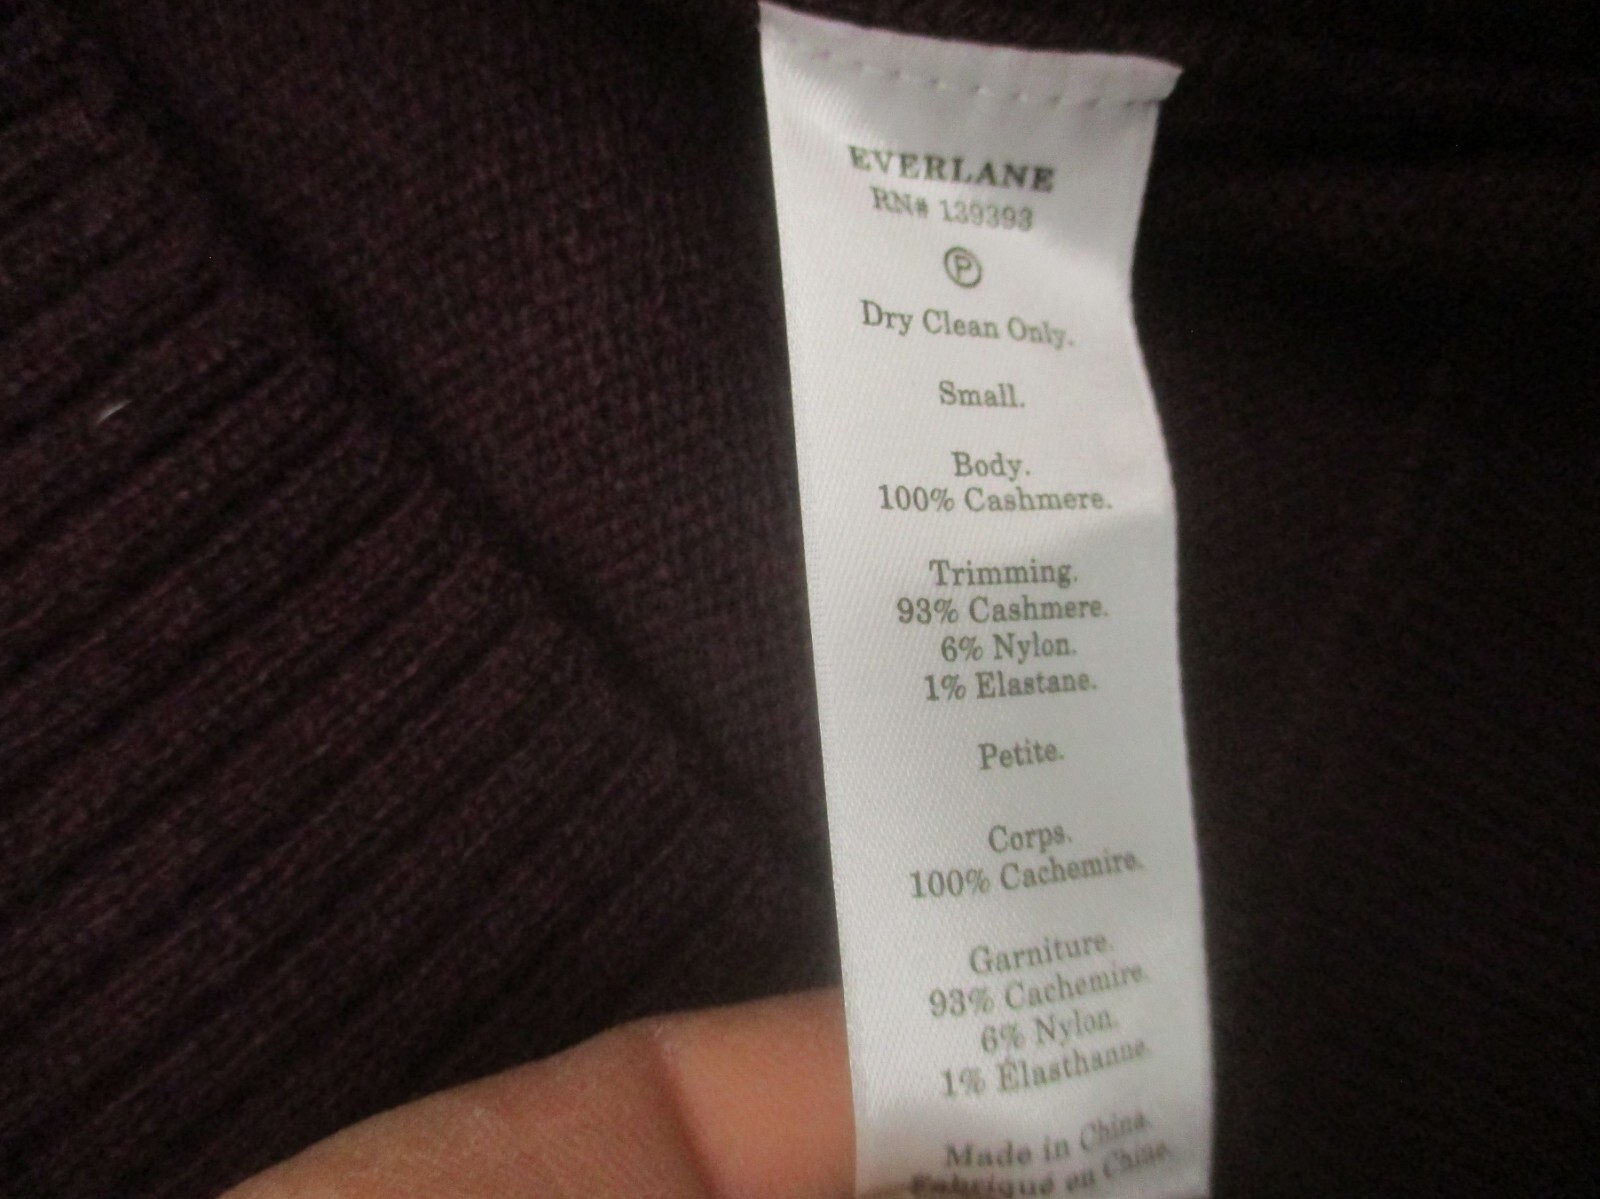 EVERLANE
RN# 139393
P
Dry Clean Only.
Small.
Body.
100% Cashmere.
Trimming.
93% Cashmere.
6% Nylon.
1% Elastane.
Petite.
Corps.
100% Cachemire.
Garniture.
93% Cachemire.
6% Nylon.
1% Élasthanne.
Made in China.
Fabriqué en Chine.